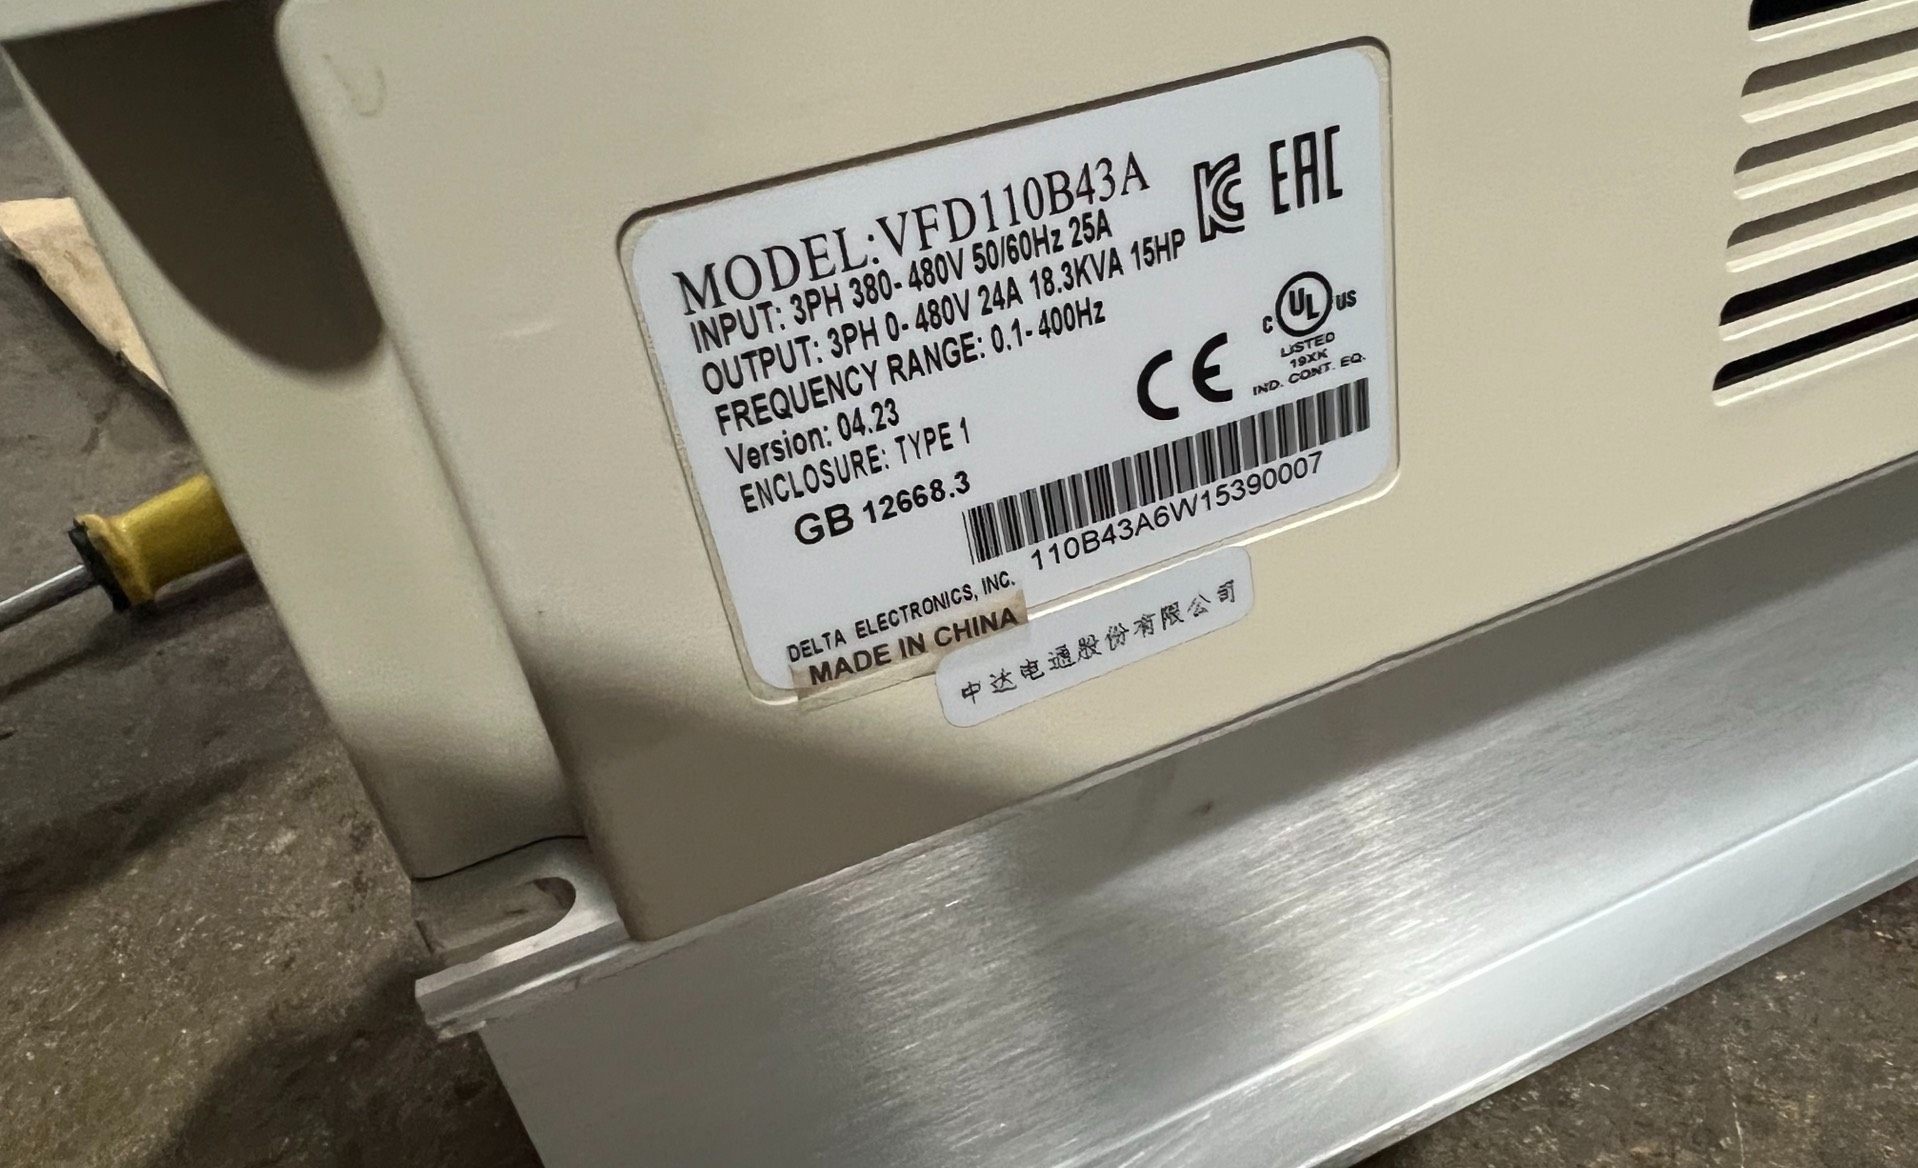 MODEL:VFD110B43A
INPUT: 3PH 380-480V 50/60Hz 25A
OUTPUT: 3PH 0-480V 24A 18.3KVA 15HP
FREQUENCY RANGE: 0.1-400Hz
Version: 04.23
ENCLOSURE: TYPE 1
GB 12668.3
KC EAC
CE
C UL US
LISTED
19XK
IND. CONT. EQ.
110B43A6W15390007
DELTA ELECTRONICS, INC.
MADE IN CHINA
中达电通股份有限公司